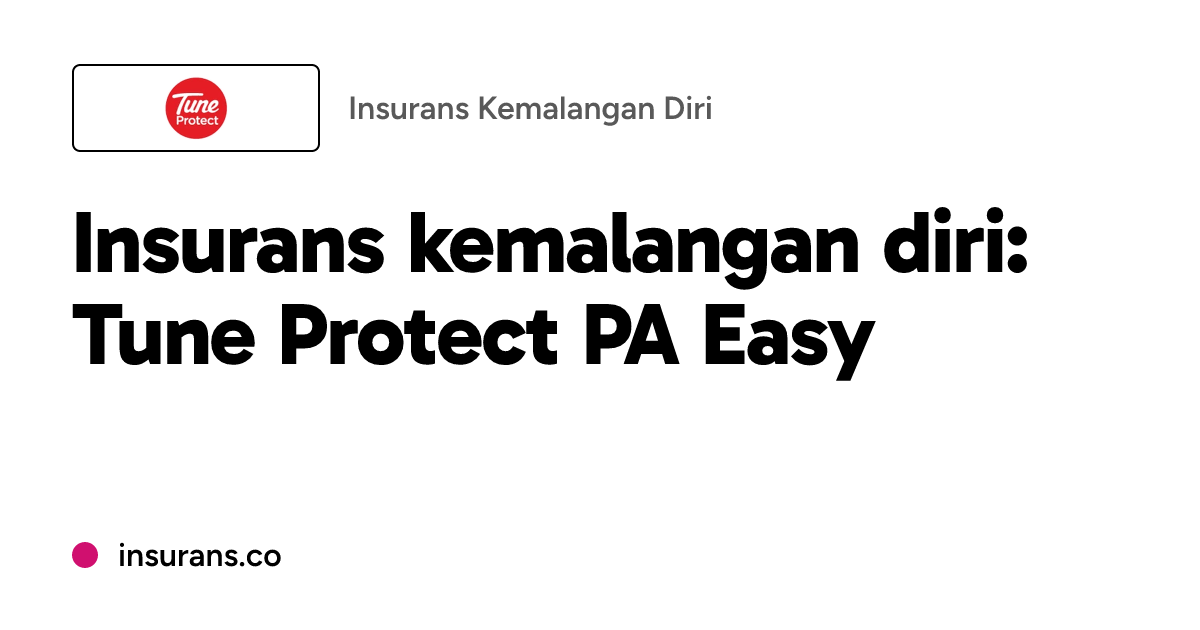 Tune
Protect
Insurans Kemalangan Diri
Insurans kemalangan diri:
Tune Protect PA Easy
insurans.co